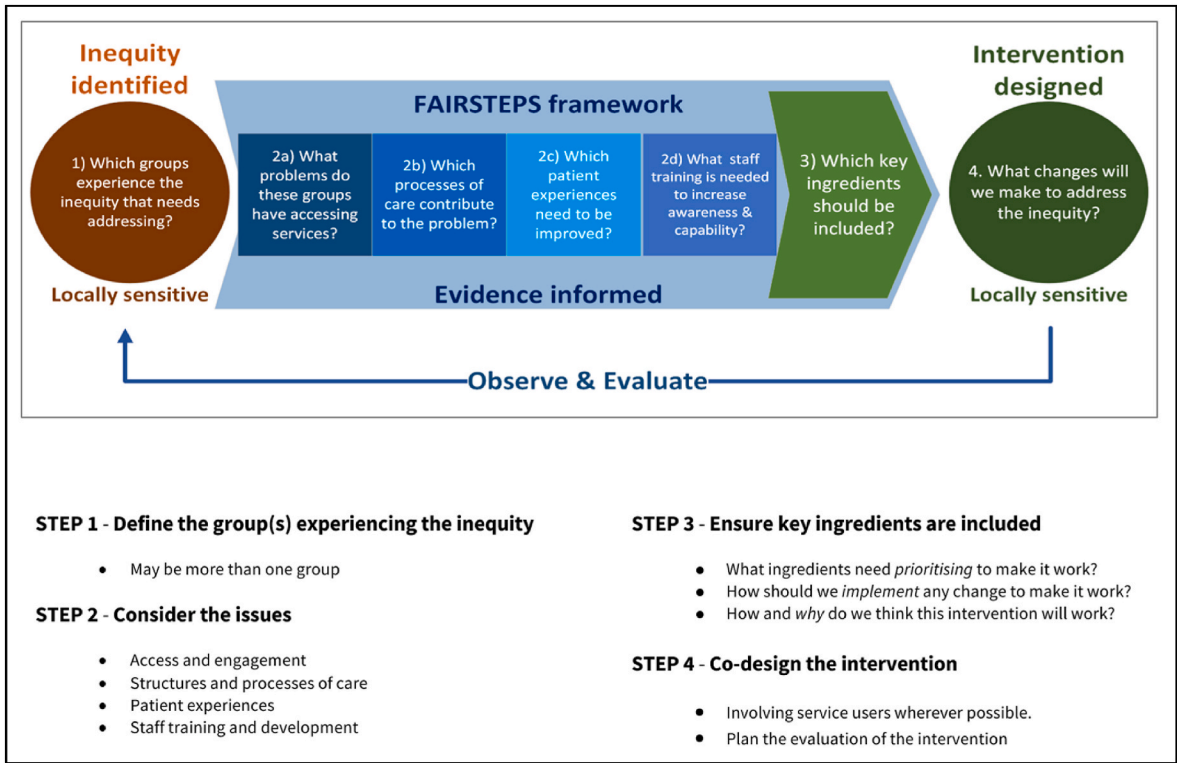 Inequity
identified
1) Which groups
experience the
inequity that needs
addressing?
Locally sensitive
FAIRSTEPS framework
2a) What
problems do
these groups
have accessing
services?
2b) Which
processes of
care contribute
to the problem?
2c) Which
patient
experiences
need to be
improved?
2d) What staff
training is needed
to increase
awareness &
capability?
3) Which key
ingredients
should be
included?
Evidence informed
Intervention
designed
4. What changes will
we make to address
the inequity?
Locally sensitive
Observe & Evaluate
STEP 1 - Define the group(s) experiencing the inequity
• May be more than one group
STEP 2 - Consider the issues
• Access and engagement
• Structures and processes of care
• Patient experiences
• Staff training and development
STEP 3 - Ensure key ingredients are included
• What ingredients need prioritising to make it work?
• How should we implement any change to make it work?
• How and why do we think this intervention will work?
STEP 4 - Co-design the intervention
• Involving service users wherever possible.
• Plan the evaluation of the intervention